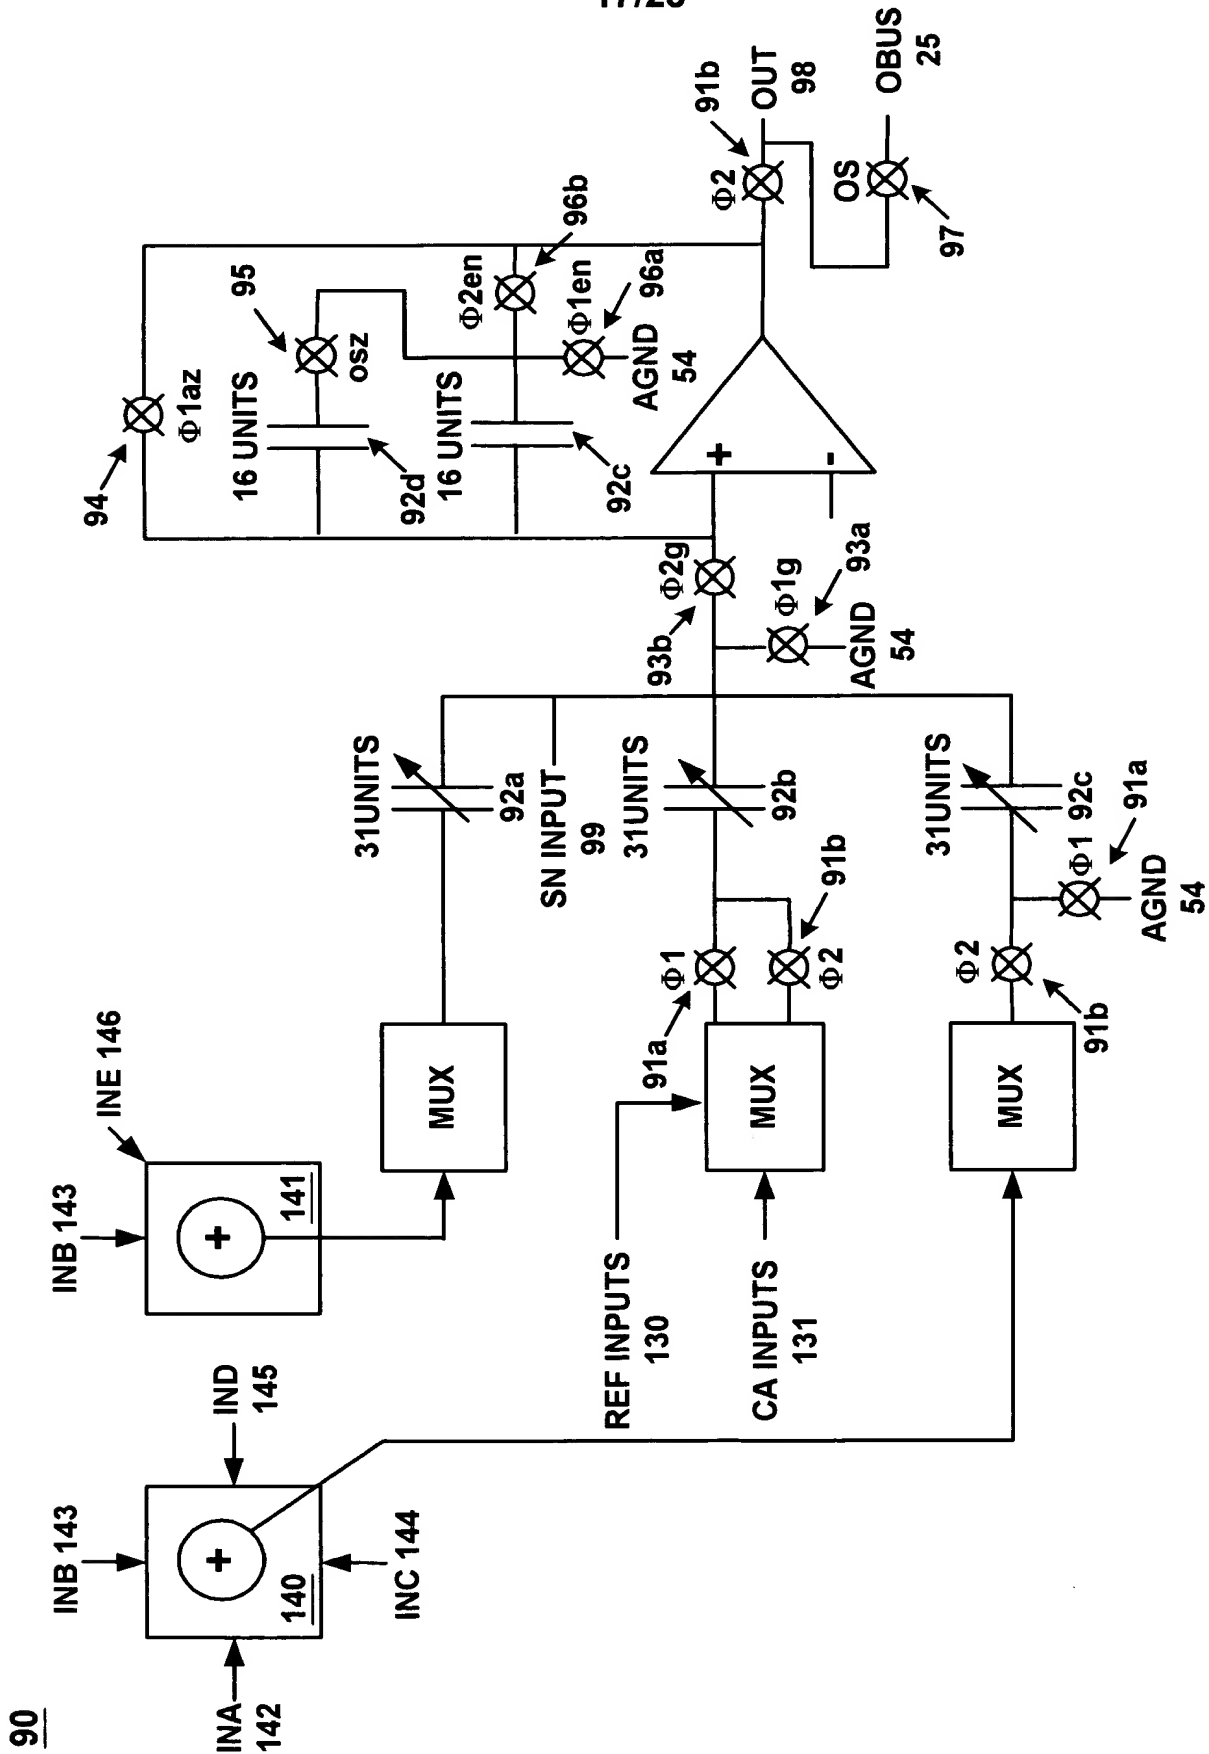 90
INB 143
INA
142
140
IND
145
INC 144
INB 143
INE 146
141
REF INPUTS
130
CA INPUTS
131
MUX
MUX
MUX
91a
Φ1
Φ2
91b
Φ2
91b
Φ1
91a
AGND
54
31UNITS
92a
SN INPUT
99
31UNITS
92b
31UNITS
92c
93b
Φ2g
Φ1g
93a
AGND
54
94
Φ1az
16 UNITS
92d
95
osz
16 UNITS
92c
Φ2en
96b
Φ1en
96a
AGND
54
+
-
Φ2
91b
OUT
98
OS
97
OBUS
25